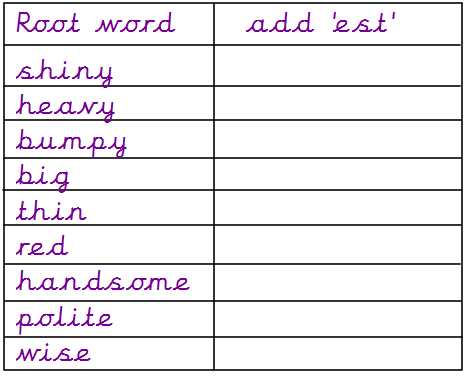 Root word add 'est'
shiny
heavy
bumpy
big
thin
red
handsome
polite
wise